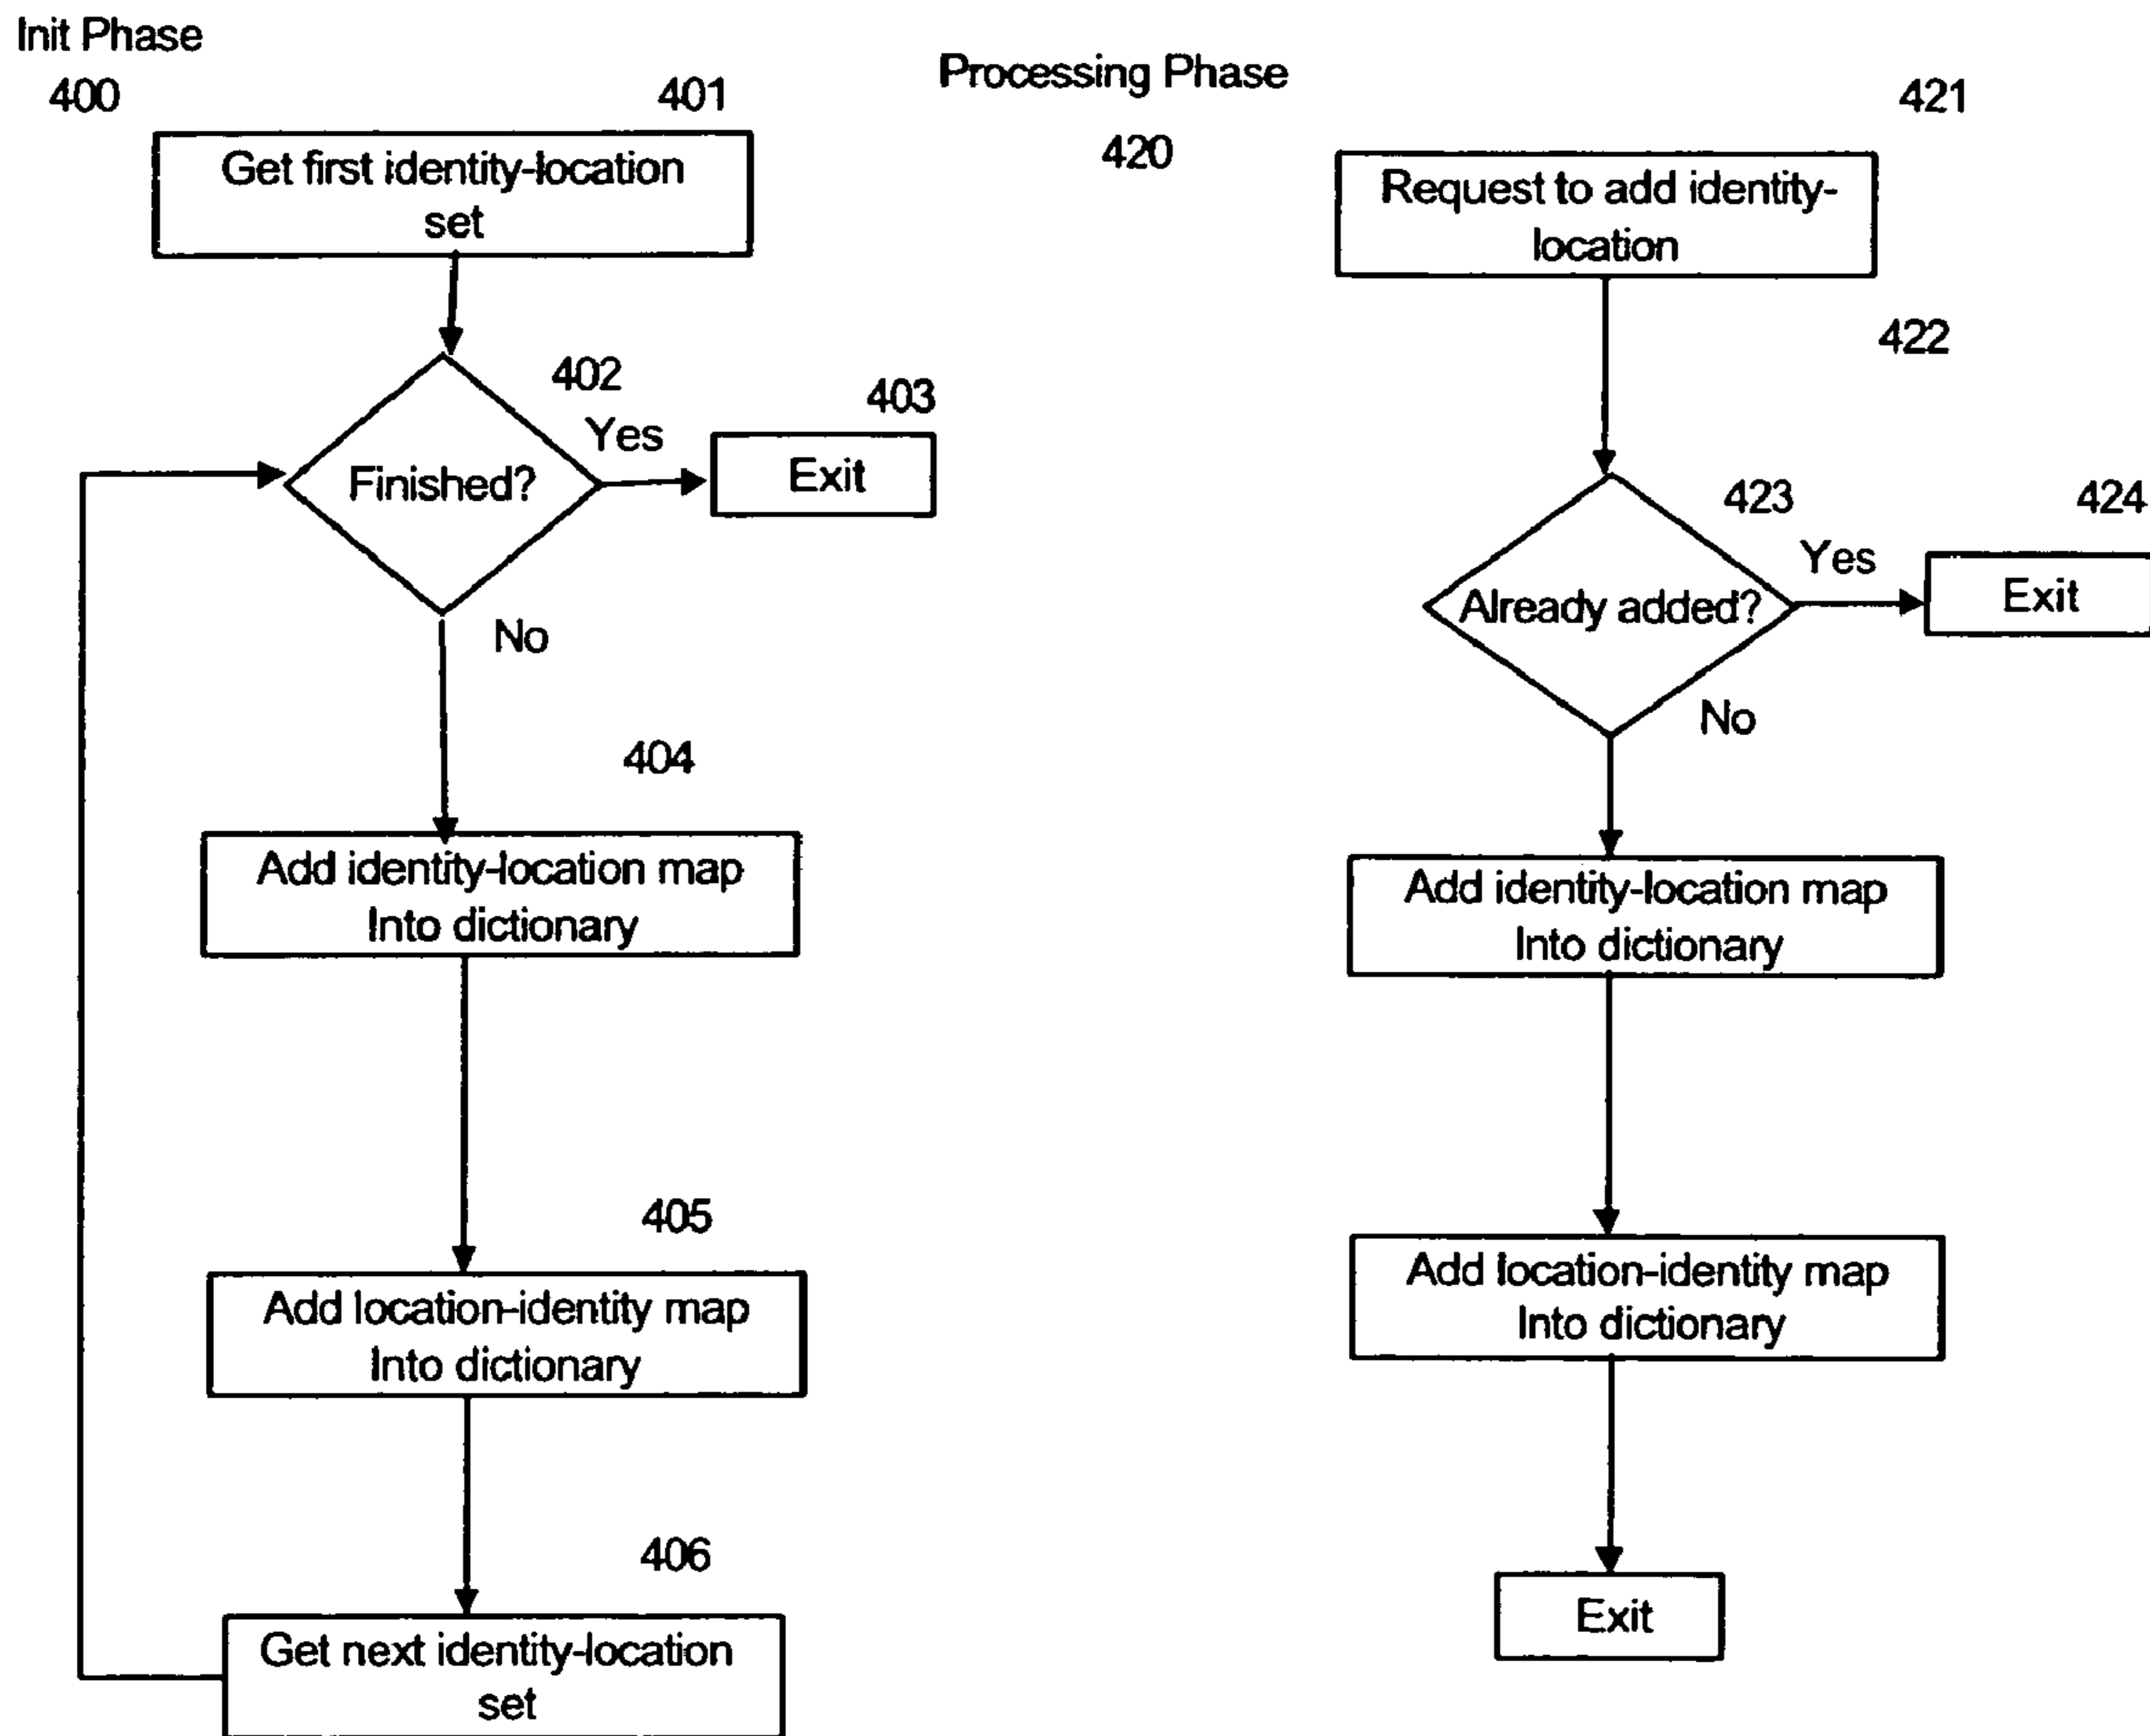 Init Phase
400
401
Get first identity-location
set
402
Finished?
Yes
403
Exit
No
404
Add identity-location map
Into dictionary
405
Add location-identity map
Into dictionary
406
Get next identity-location
set
Processing Phase
420
421
Request to add identity-
location
422
423
Already added?
Yes
424
Exit
No
Add identity-location map
Into dictionary
Add location-identity map
Into dictionary
Exit